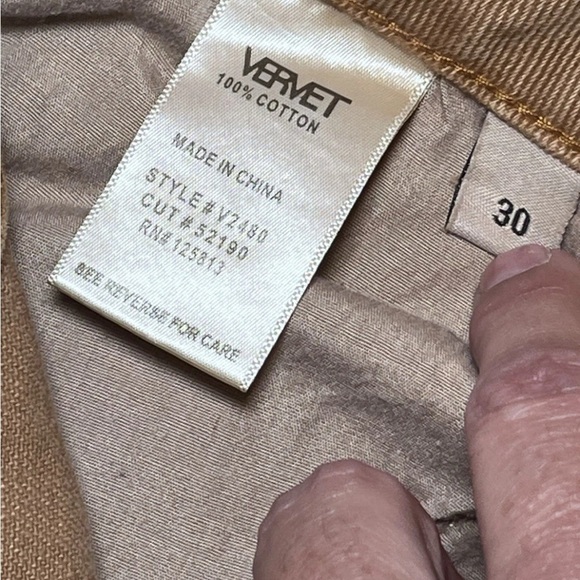 VERVET
100% COTTON
MADE IN CHINA
STYLE# V2480
CUT# 52190
RN# 125813
SEE REVERSE FOR CARE
30